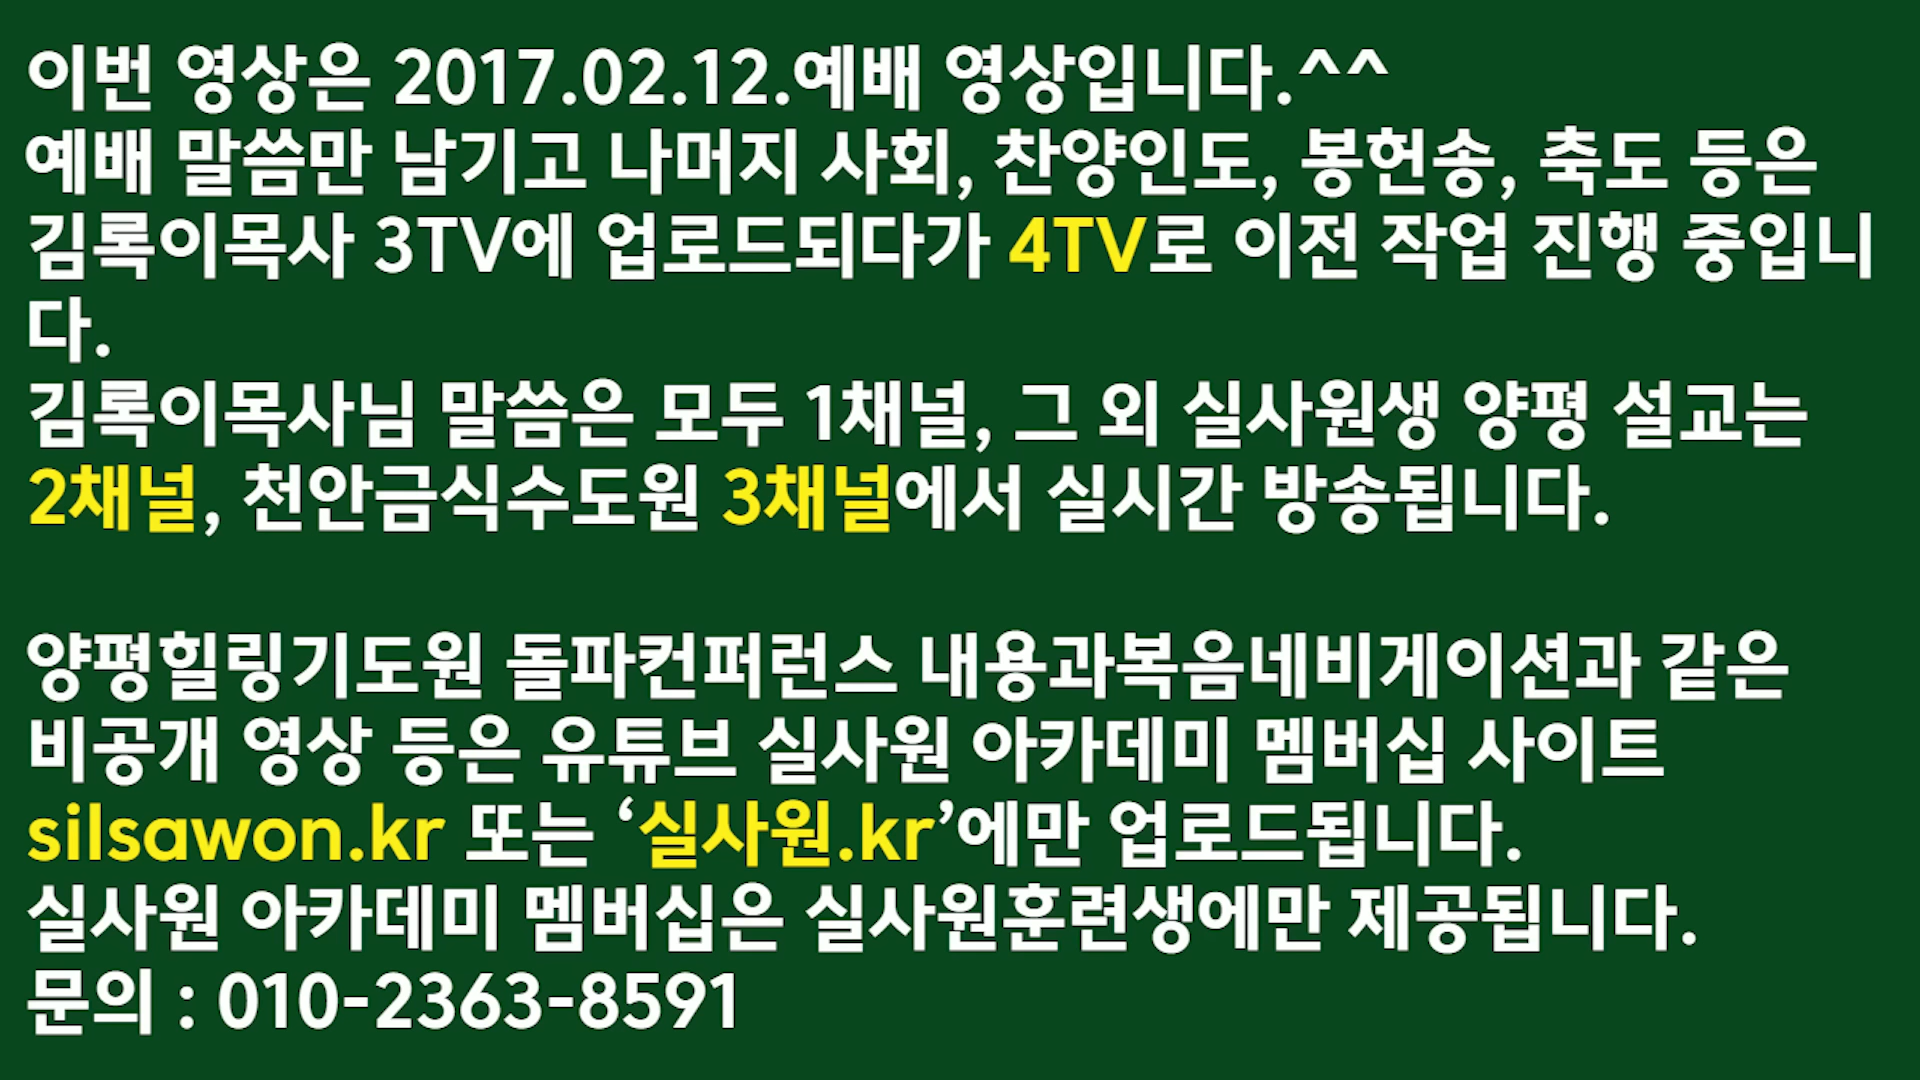 이번 영상은 2017.02.12.예배 영상입니다.^^
예배 말씀만 남기고 나머지 사회, 찬양인도, 봉헌송, 축도 등은
김록이목사 3TV에 업로드되다가 4TV로 이전 작업 진행 중입니
다.
김록이목사님 말씀은 모두 1채널, 그 외 실사원생 양평 설교는
2채널, 천안금식수도원 3채널에서 실시간 방송됩니다.
양평힐링기도원 돌파컨퍼런스 내용과복음네비게이션과 같은
비공개 영상 등은 유튜브 실사원 아카데미 멤버십 사이트
silsawon.kr 또는 ‘실사원.kr’에만 업로드됩니다.
실사원 아카데미 멤버십은 실사원훈련생에만 제공됩니다.
문의 : 010-2363-8591